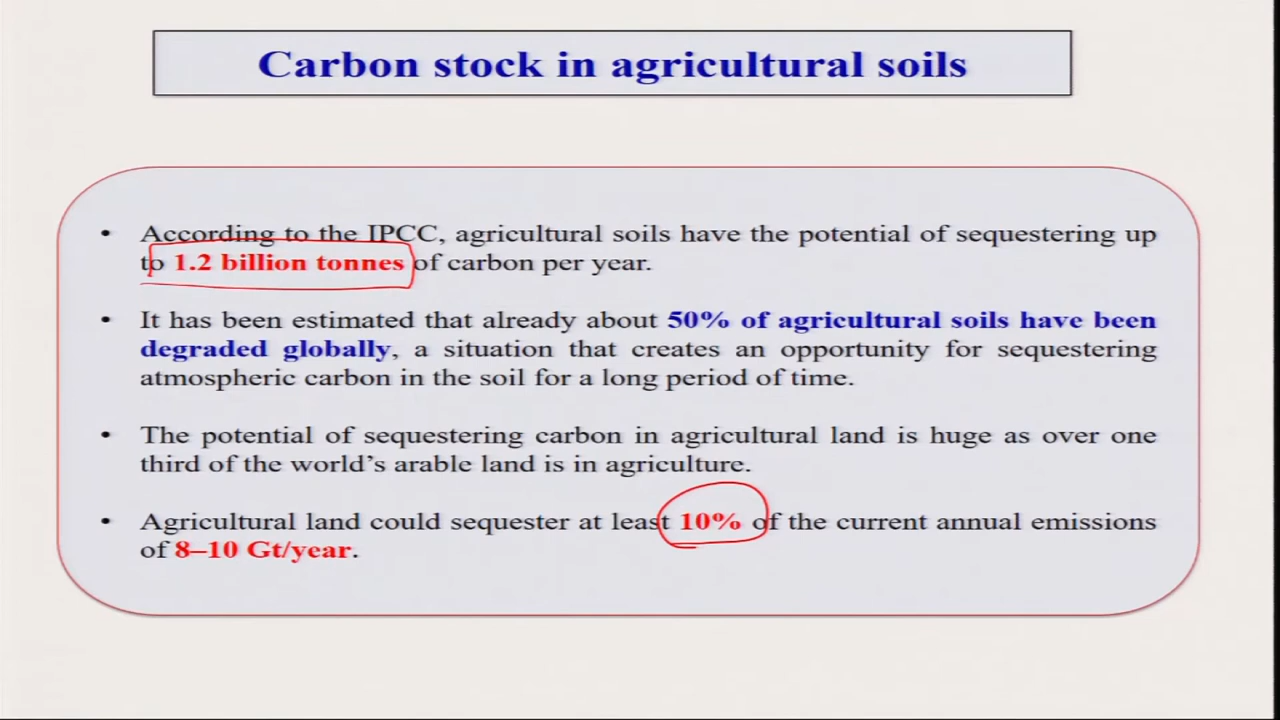 Carbon stock in agricultural soils
• According to the IPCC, agricultural soils have the potential of sequestering up
to 1.2 billion tonnes of carbon per year.
• It has been estimated that already about 50% of agricultural soils have been
degraded globally, a situation that creates an opportunity for sequestering
atmospheric carbon in the soil for a long period of time.
• The potential of sequestering carbon in agricultural land is huge as over one
third of the world’s arable land is in agriculture.
• Agricultural land could sequester at least 10% of the current annual emissions
of 8–10 Gt/year.